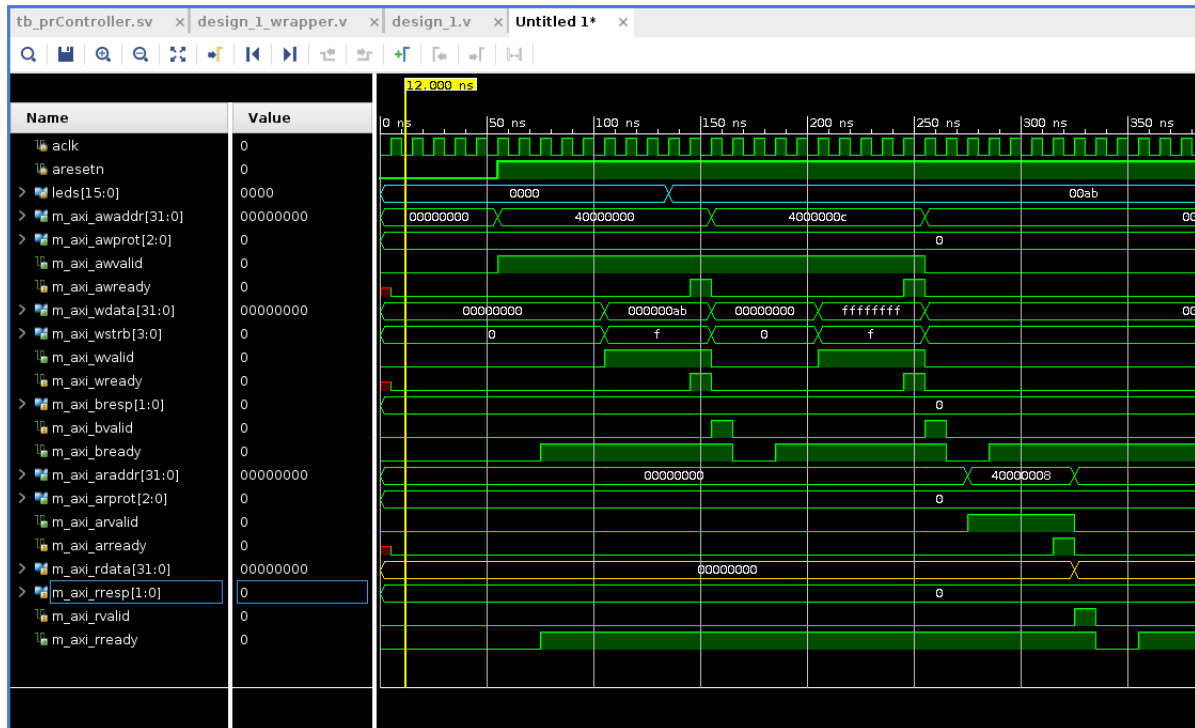 tb_prController.sv × design_1_wrapper.v × design_1.v × Untitled 1* ×
12.000 ns
Name Value
0 ns 50 ns 100 ns 150 ns 200 ns 250 ns 300 ns 350 ns
aclk 0
aresetn 0
leds[15:0] 0000 0000 00ab
m_axi_awaddr[31:0] 00000000 00000000 40000000 4000000c 00
m_axi_awprot[2:0] 0 0
m_axi_awvalid 0
m_axi_awready 0
m_axi_wdata[31:0] 00000000 00000000 000000ab 00000000 ffffffff 00
m_axi_wstrb[3:0] 0 0 f 0 f
m_axi_wvalid 0
m_axi_wready 0
m_axi_bresp[1:0] 0 0
m_axi_bvalid 0
m_axi_bready 0
m_axi_araddr[31:0] 00000000 00000000 40000008
m_axi_arprot[2:0] 0 0
m_axi_arvalid 0
m_axi_arready 0
m_axi_rdata[31:0] 00000000 00000000
m_axi_rresp[1:0] 0 0
m_axi_rvalid 0
m_axi_rready 0